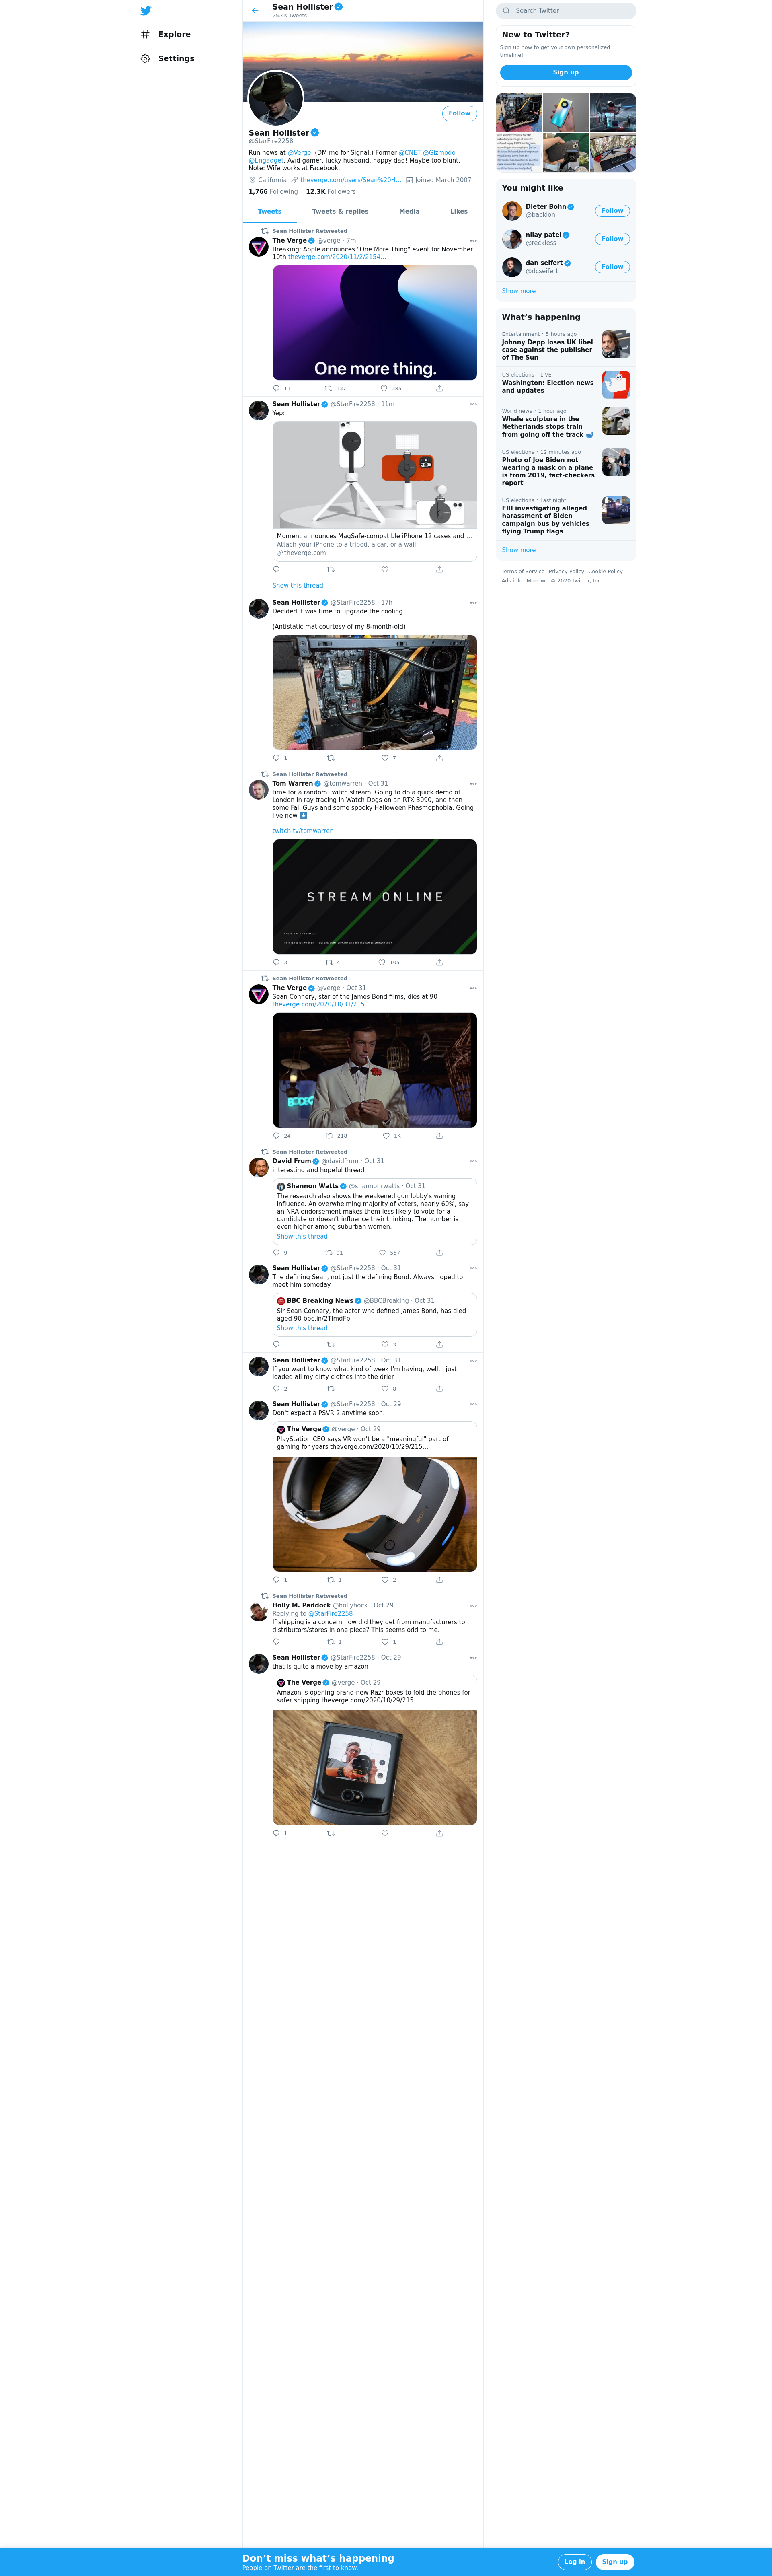 Explore
Settings
Sean Hollister
25.4K Tweets
Follow
Sean Hollister
@StarFire2258
Run news at @Verge. (DM me for Signal.) Former @CNET @Gizmodo
@Engadget. Avid gamer, lucky husband, happy dad! Maybe too blunt.
Note: Wife works at Facebook.
California theverge.com/users/Sean%20H... Joined March 2007
1,766 Following 12.3K Followers
Tweets Tweets & replies Media Likes
Sean Hollister Retweeted
The Verge @verge · 7m
Breaking: Apple announces "One More Thing" event for November
10th theverge.com/2020/11/2/2154...
One more thing.
11 137 385
Sean Hollister @StarFire2258 · 11m
Yep:
Moment announces MagSafe-compatible iPhone 12 cases and ...
Attach your iPhone to a tripod, a car, or a wall
theverge.com
Show this thread
Sean Hollister @StarFire2258 · 17h
Decided it was time to upgrade the cooling.
(Antistatic mat courtesy of my 8-month-old)
1 7
Sean Hollister Retweeted
Tom Warren @tomwarren · Oct 31
time for a random Twitch stream. Going to do a quick demo of
London in ray tracing in Watch Dogs on an RTX 3090, and then
some Fall Guys and some spooky Halloween Phasmophobia. Going
live now
twitch.tv/tomwarren
STREAM ONLINE
3 4 105
Sean Hollister Retweeted
The Verge @verge · Oct 31
Sean Connery, star of the James Bond films, dies at 90
theverge.com/2020/10/31/215...
24 218 1K
Sean Hollister Retweeted
David Frum @davidfrum · Oct 31
interesting and hopeful thread
Shannon Watts @shannonrwatts · Oct 31
The research also shows the weakened gun lobby's waning
influence. An overwhelming majority of voters, nearly 60%, say
an NRA endorsement makes them less likely to vote for a
candidate or doesn't influence their thinking. The number is
even higher among suburban women.
Show this thread
9 91 557
Sean Hollister @StarFire2258 · Oct 31
The defining Sean, not just the defining Bond. Always hoped to
meet him someday.
BBC Breaking News @BBCBreaking · Oct 31
Sir Sean Connery, the actor who defined James Bond, has died
aged 90 bbc.in/2TImdFb
Show this thread
3
Sean Hollister @StarFire2258 · Oct 31
If you want to know what kind of week I'm having, well, I just
loaded all my dirty clothes into the drier
2 8
Sean Hollister @StarFire2258 · Oct 29
Don't expect a PSVR 2 anytime soon.
The Verge @verge · Oct 29
PlayStation CEO says VR won't be a "meaningful" part of
gaming for years theverge.com/2020/10/29/215...
1 1 2
Sean Hollister Retweeted
Holly M. Paddock @hollyhock · Oct 29
Replying to @StarFire2258
If shipping is a concern how did they get from manufacturers to
distributors/stores in one piece? This seems odd to me.
1 1
Sean Hollister @StarFire2258 · Oct 29
that is quite a move by amazon
The Verge @verge · Oct 29
Amazon is opening brand-new Razr boxes to fold the phones for
safer shipping theverge.com/2020/10/29/215...
1
Search Twitter
New to Twitter?
Sign up now to get your own personalized
timeline!
Sign up
You might like
Dieter Bohn
@backlon
Follow
nilay patel
@reckless
Follow
dan seifert
@dcseifert
Follow
Show more
What's happening
Entertainment · 5 hours ago
Johnny Depp loses UK libel
case against the publisher
of The Sun
US elections · LIVE
Washington: Election news
and updates
World news · 1 hour ago
Whale sculpture in the
Netherlands stops train
from going off the track
US elections · 12 minutes ago
Photo of Joe Biden not
wearing a mask on a plane
is from 2019, fact-checkers
report
US elections · Last night
FBI investigating alleged
harassment of Biden
campaign bus by vehicles
flying Trump flags
Show more
Terms of Service Privacy Policy Cookie Policy
Ads info More © 2020 Twitter, Inc.
Don't miss what's happening
People on Twitter are the first to know.
Log in Sign up